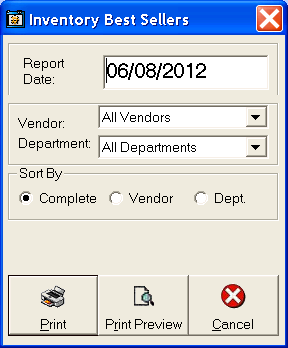 Inventory Best Sellers
Report
Date:
06/08/2012
Vendor:
All Vendors
Department:
All Departments
Sort By
Complete
Vendor
Dept.
Print
Print Preview
Cancel